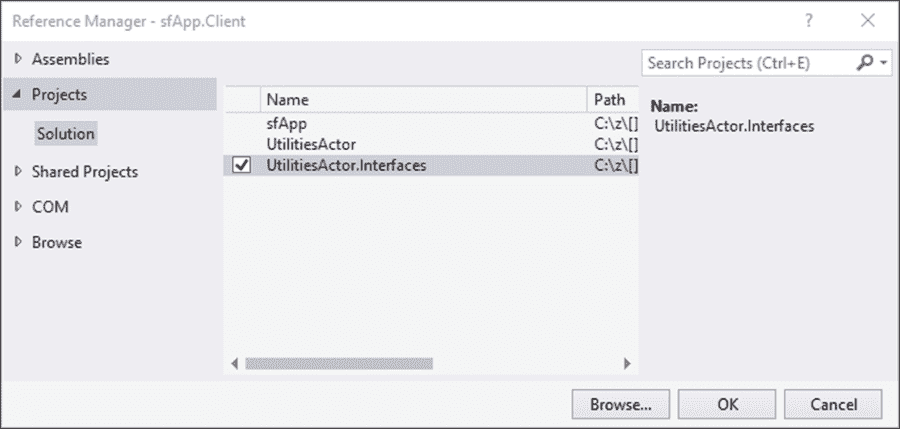 Reference Manager - sfApp.Client
?
Assemblies
Projects
Solution
Shared Projects
COM
Browse
Name Path
sfApp C:\z\[]
UtilitiesActor C:\z\[]
UtilitiesActor.Interfaces C:\z\[]
Search Projects (Ctrl+E)
Name:
UtilitiesActor.Interfaces
Browse... OK Cancel